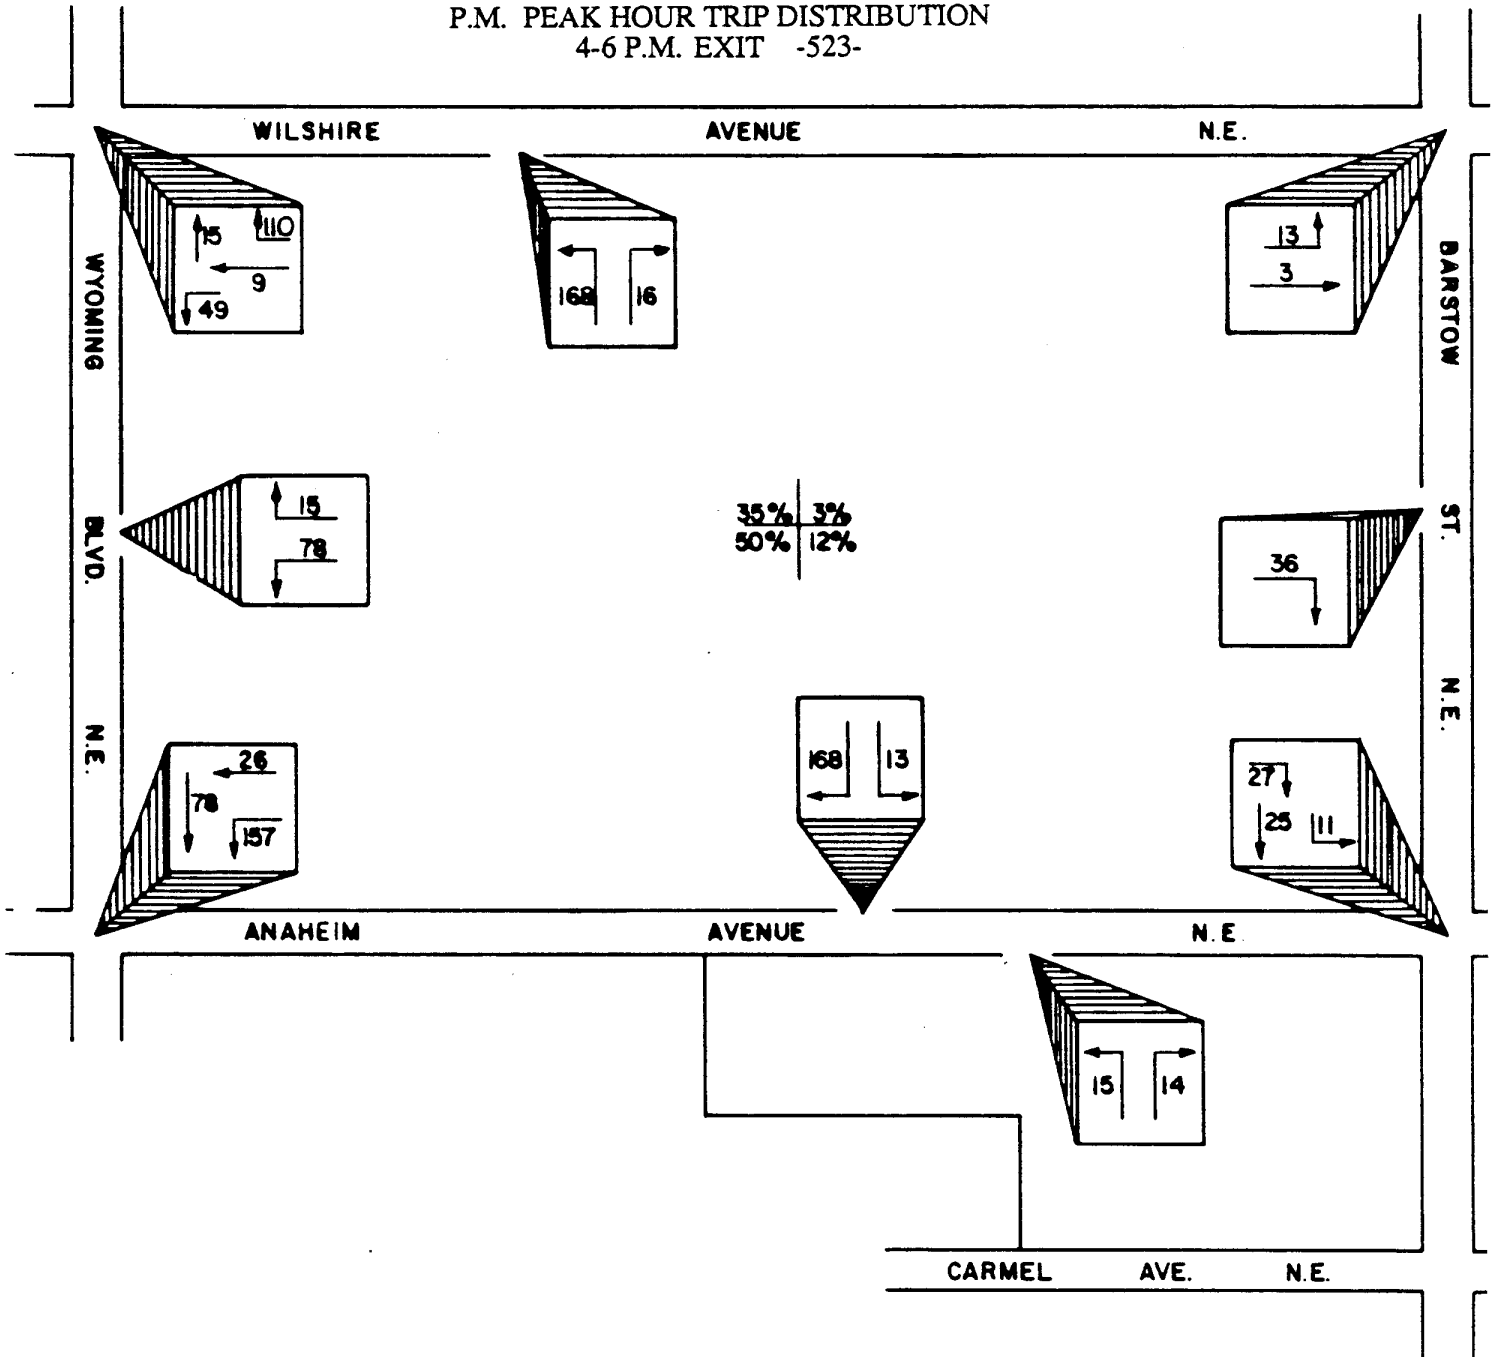 P.M. PEAK HOUR TRIP DISTRIBUTION
4-6 P.M. EXIT -523-
WILSHIRE AVENUE N.E.
15 110
9
49
168 16
13
3
WYOMING BLVD. N.E.
BARSTOW ST. N.E.
15
78
35% 3%
50% 12%
36
26
78
157
168 13
27
25 11
ANAHEIM AVENUE N.E
15 14
CARMEL AVE. N.E.